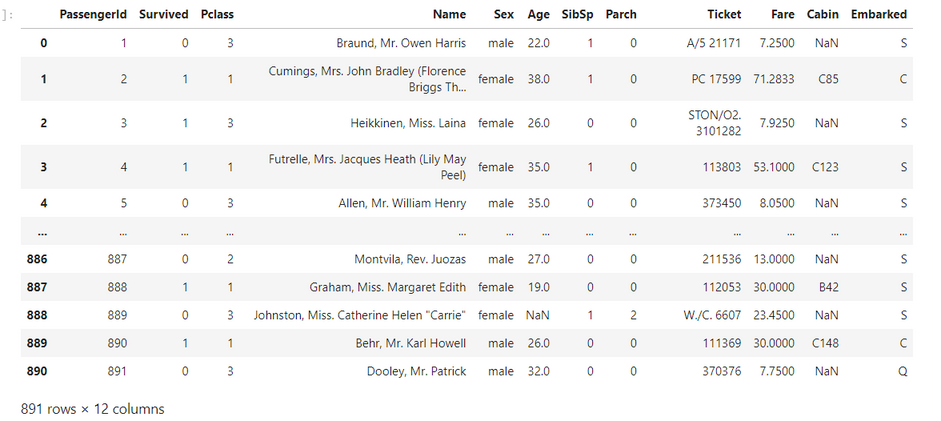 ]:
PassengerId Survived Pclass Name Sex Age SibSp Parch Ticket Fare Cabin Embarked
0 1 0 3 Braund, Mr. Owen Harris male 22.0 1 0 A/5 21171 7.2500 NaN S
1 2 1 1 Cumings, Mrs. John Bradley (Florence Briggs Th... female 38.0 1 0 PC 17599 71.2833 C85 C
2 3 1 3 Heikkinen, Miss. Laina female 26.0 0 0 STON/O2. 3101282 7.9250 NaN S
3 4 1 1 Futrelle, Mrs. Jacques Heath (Lily May Peel) female 35.0 1 0 113803 53.1000 C123 S
4 5 0 3 Allen, Mr. William Henry male 35.0 0 0 373450 8.0500 NaN S
... ... ... ... ... ... ... ... ... ... ... ... ...
886 887 0 2 Montvila, Rev. Juozas male 27.0 0 0 211536 13.0000 NaN S
887 888 1 1 Graham, Miss. Margaret Edith female 19.0 0 0 112053 30.0000 B42 S
888 889 0 3 Johnston, Miss. Catherine Helen "Carrie" female NaN 1 2 W./C. 6607 23.4500 NaN S
889 890 1 1 Behr, Mr. Karl Howell male 26.0 0 0 111369 30.0000 C148 C
890 891 0 3 Dooley, Mr. Patrick male 32.0 0 0 370376 7.7500 NaN Q
891 rows × 12 columns